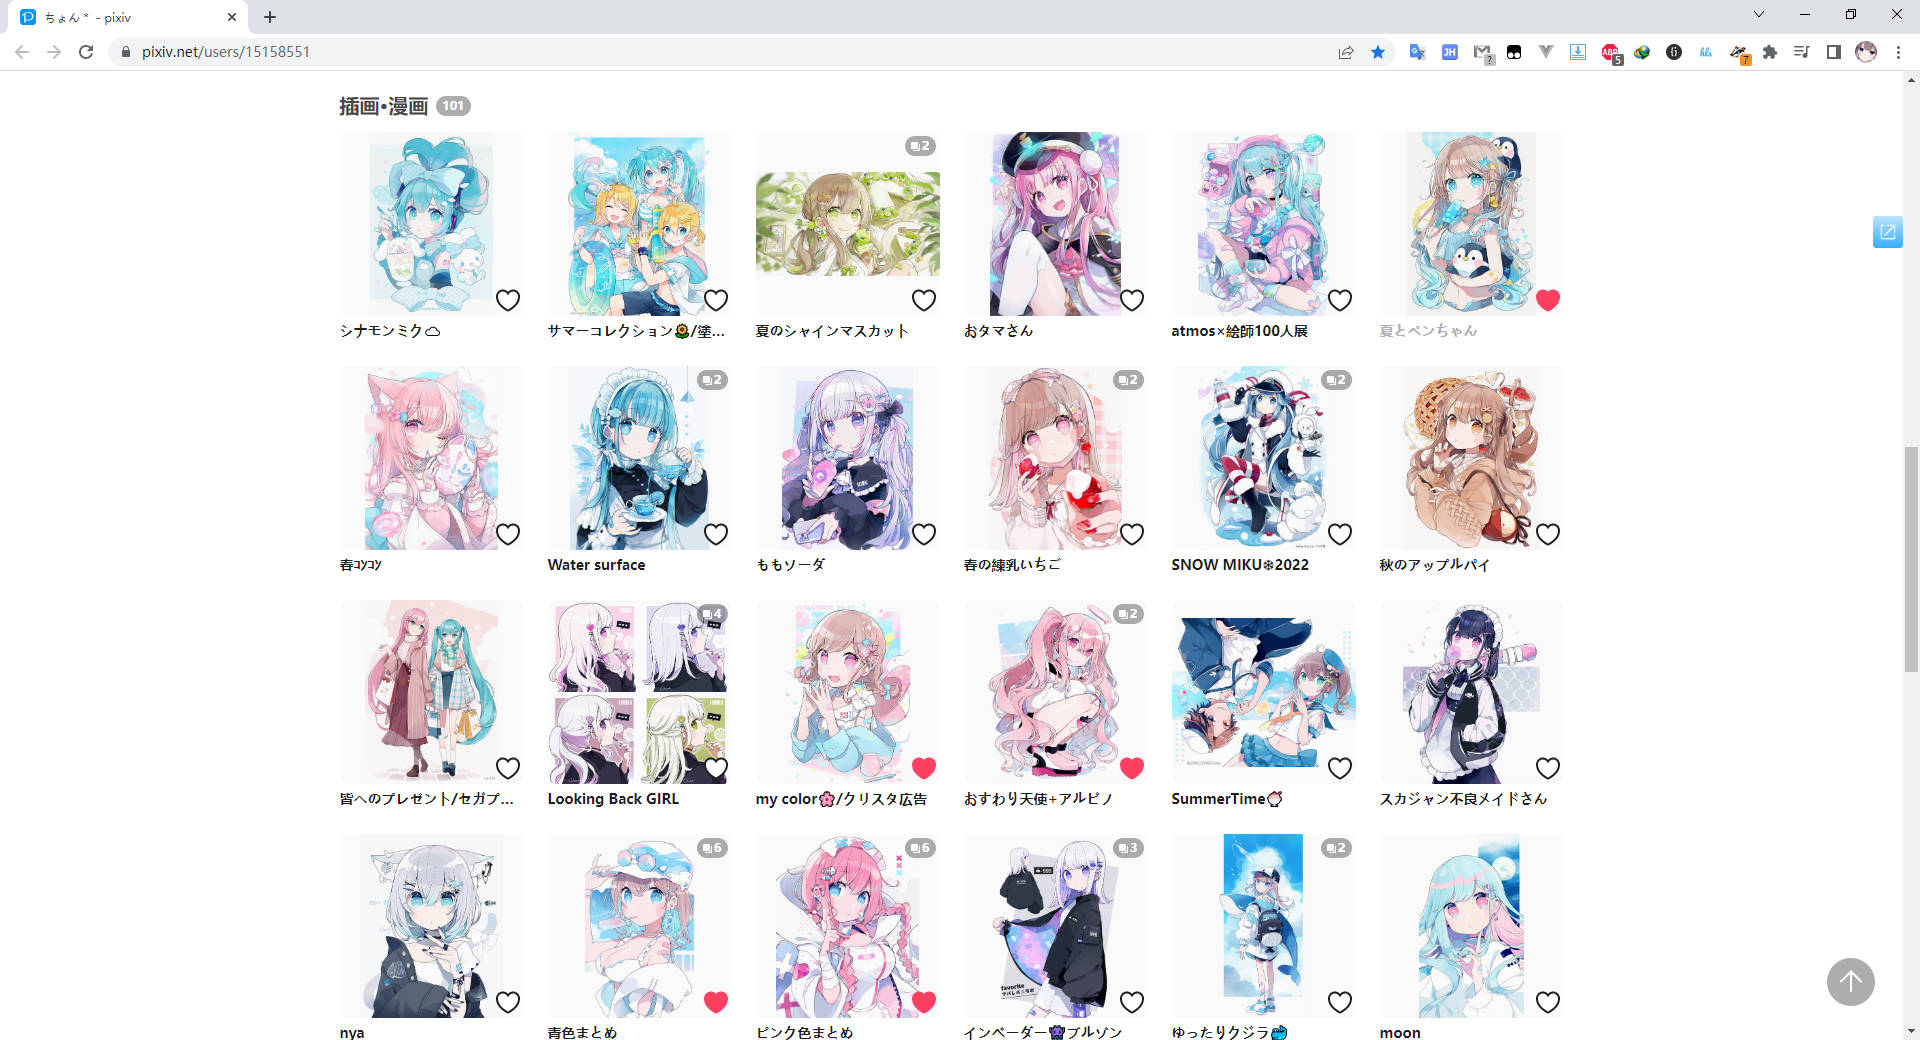 ちょん* - pixiv
pixiv.net/users/15158551
5
7
插画•漫画 101
2
シナモンミク
サマーコレクション🌻/塗...
夏のシャインマスカット
おタマさん
atmos×絵師100人展
夏とペンちゃん
2
2
2
春ｺﾝｺﾝ
Water surface
ももソーダ
春の練乳いちご
SNOW MIKU❄2022
秋のアップルパイ
4
2
皆へのプレゼント/セガプ...
Looking Back GIRL
my color🌸/クリスタ広告
おすわり天使+アルビノ
SummerTime
スカジャン不良メイドさん
6
6
3
2
favorite
nya
青色まとめ
ピンク色まとめ
インベーダー👾ブルゾン
ゆったりクジラ
moon